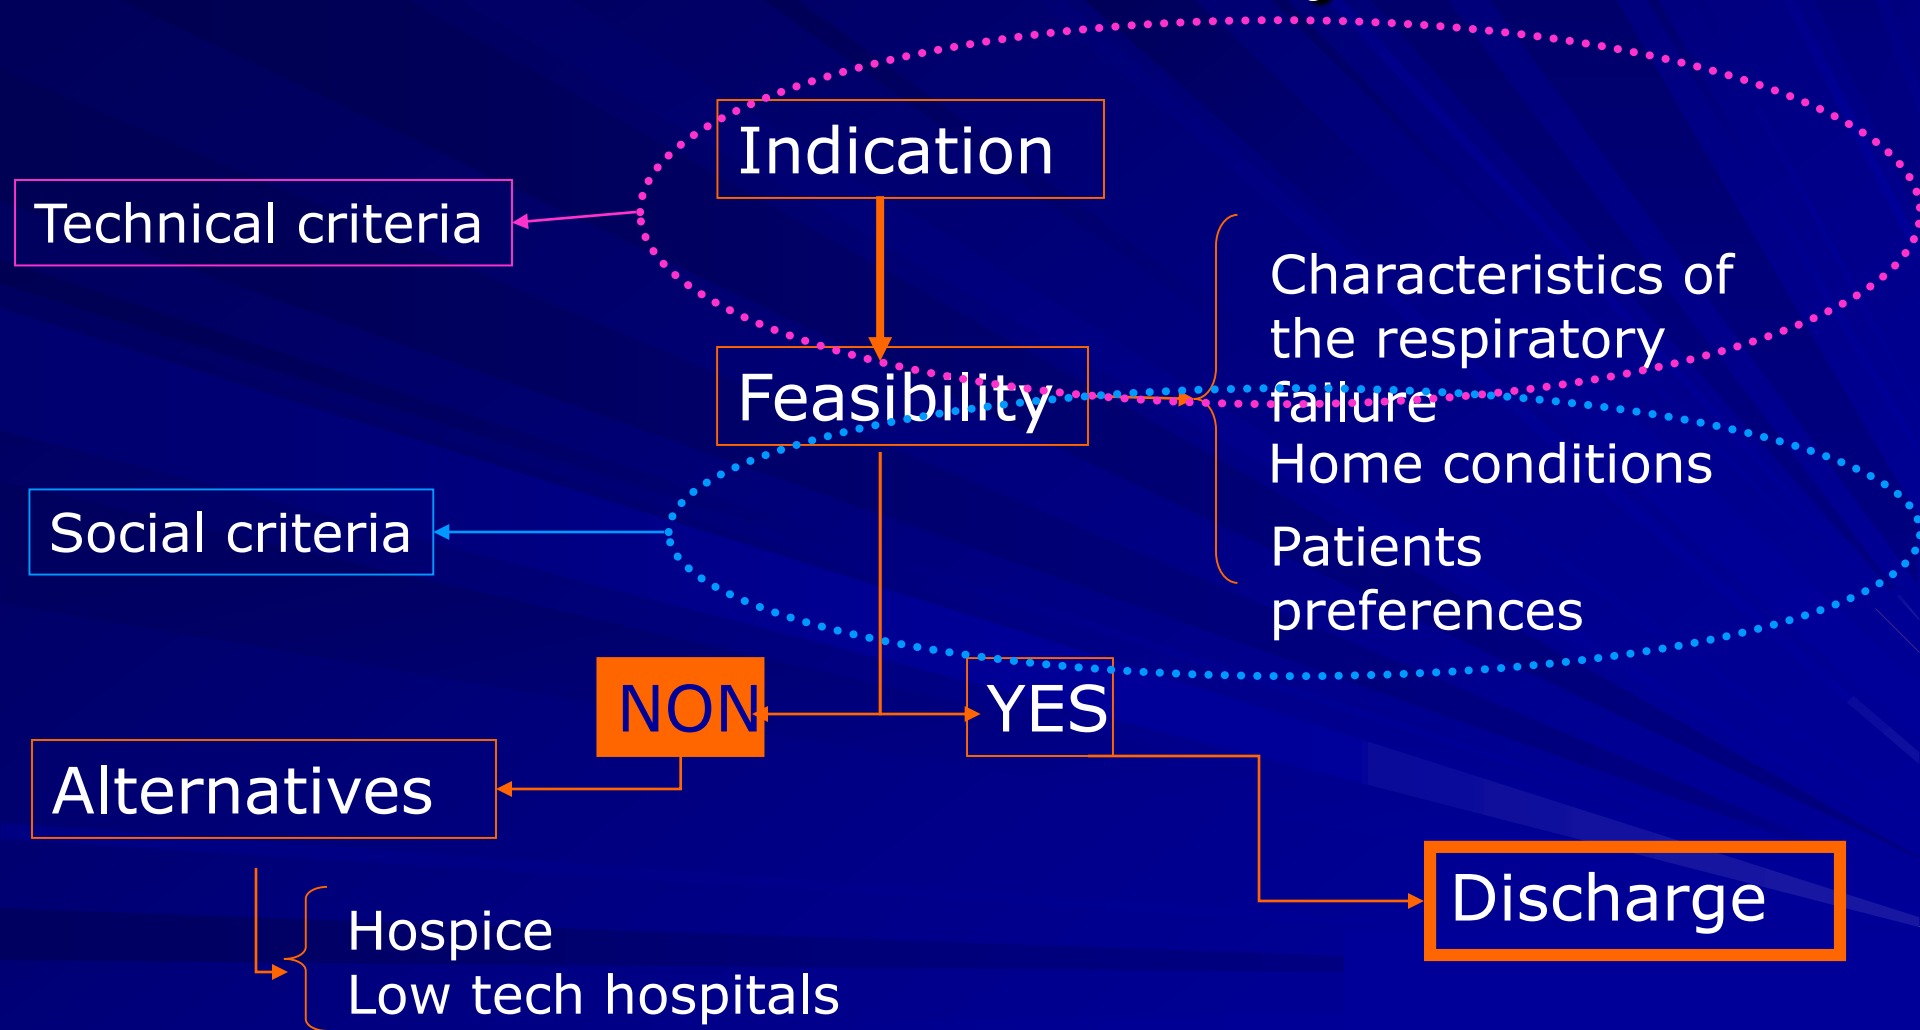 Indication
Technical criteria
Characteristics of
the respiratory
failure
Feasibility
Home conditions
Social criteria
Patients
preferences
NON
YES
Alternatives
Discharge
Hospice
Low tech hospitals